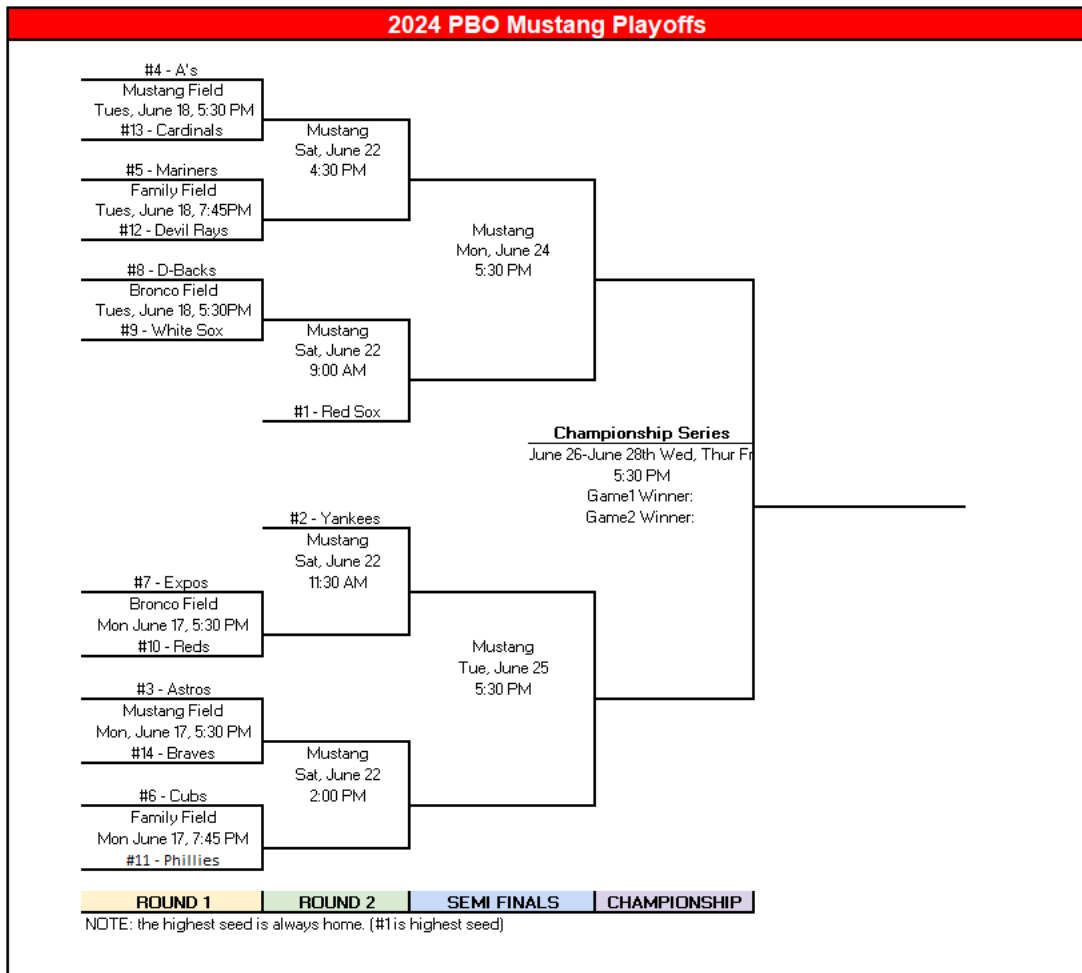 2024 PBO Mustang Playoffs
#4 - A's
Mustang Field
Tues, June 18, 5:30 PM
#13 - Cardinals
Mustang
Sat, June 22
4:30 PM
#5 - Mariners
Family Field
Tues, June 18, 7:45PM
#12 - Devil Rays
Mustang
Mon, June 24
5:30 PM
#8 - D-Backs
Bronco Field
Tues, June 18, 5:30PM
#9 - White Sox
Mustang
Sat, June 22
9:00 AM
#1 - Red Sox
Championship Series
June 26-June 28th Wed, Thur Fr
5:30 PM
Game1 Winner:
Game2 Winner:
#2 - Yankees
Mustang
Sat, June 22
11:30 AM
#7 - Expos
Bronco Field
Mon June 17, 5:30 PM
#10 - Reds
Mustang
Tue, June 25
5:30 PM
#3 - Astros
Mustang Field
Mon, June 17, 5:30 PM
#14 - Braves
Mustang
Sat, June 22
2:00 PM
#6 - Cubs
Family Field
Mon June 17, 7:45 PM
#11 - Phillies
ROUND 1 ROUND 2 SEMI FINALS CHAMPIONSHIP
NOTE: the highest seed is always home. (#1 is highest seed)